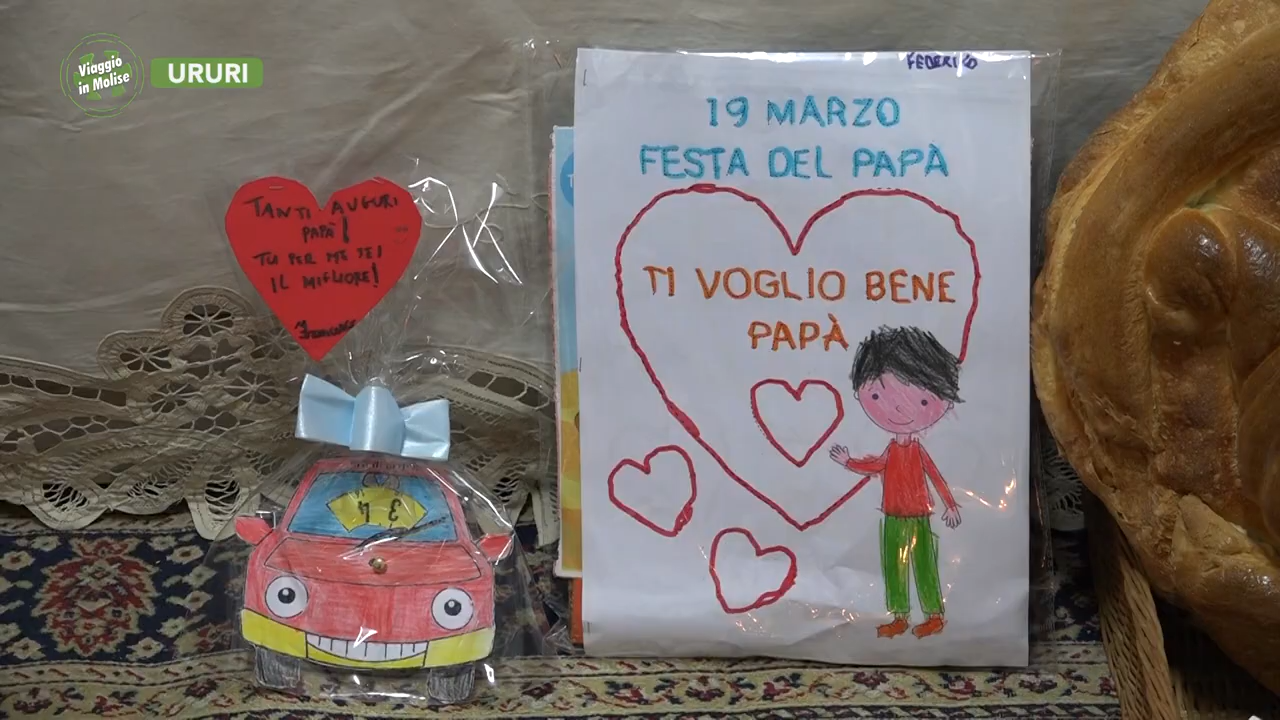 Viaggio
in Molise
URURI
TANTI AUGURI
PAPÀ!
TU PER ME SEI
IL MIGLIORE!
FEDERICO
19 MARZO
FESTA DEL PAPÀ
TI VOGLIO BENE
PAPÀ